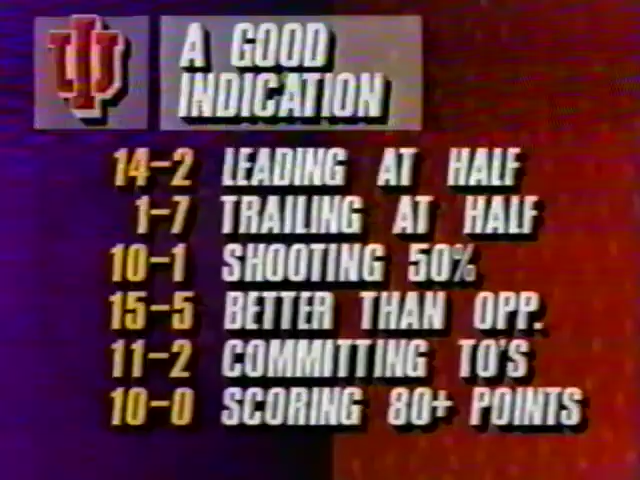 IU
A GOOD
INDICATION
14-2 LEADING AT HALF
1-7 TRAILING AT HALF
10-1 SHOOTING 50%
15-5 BETTER THAN OPP.
11-2 COMMITTING TO'S
10-0 SCORING 80+ POINTS